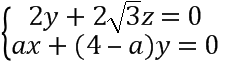 2y + 2√3z = 0
ax + (4 – a)y = 0